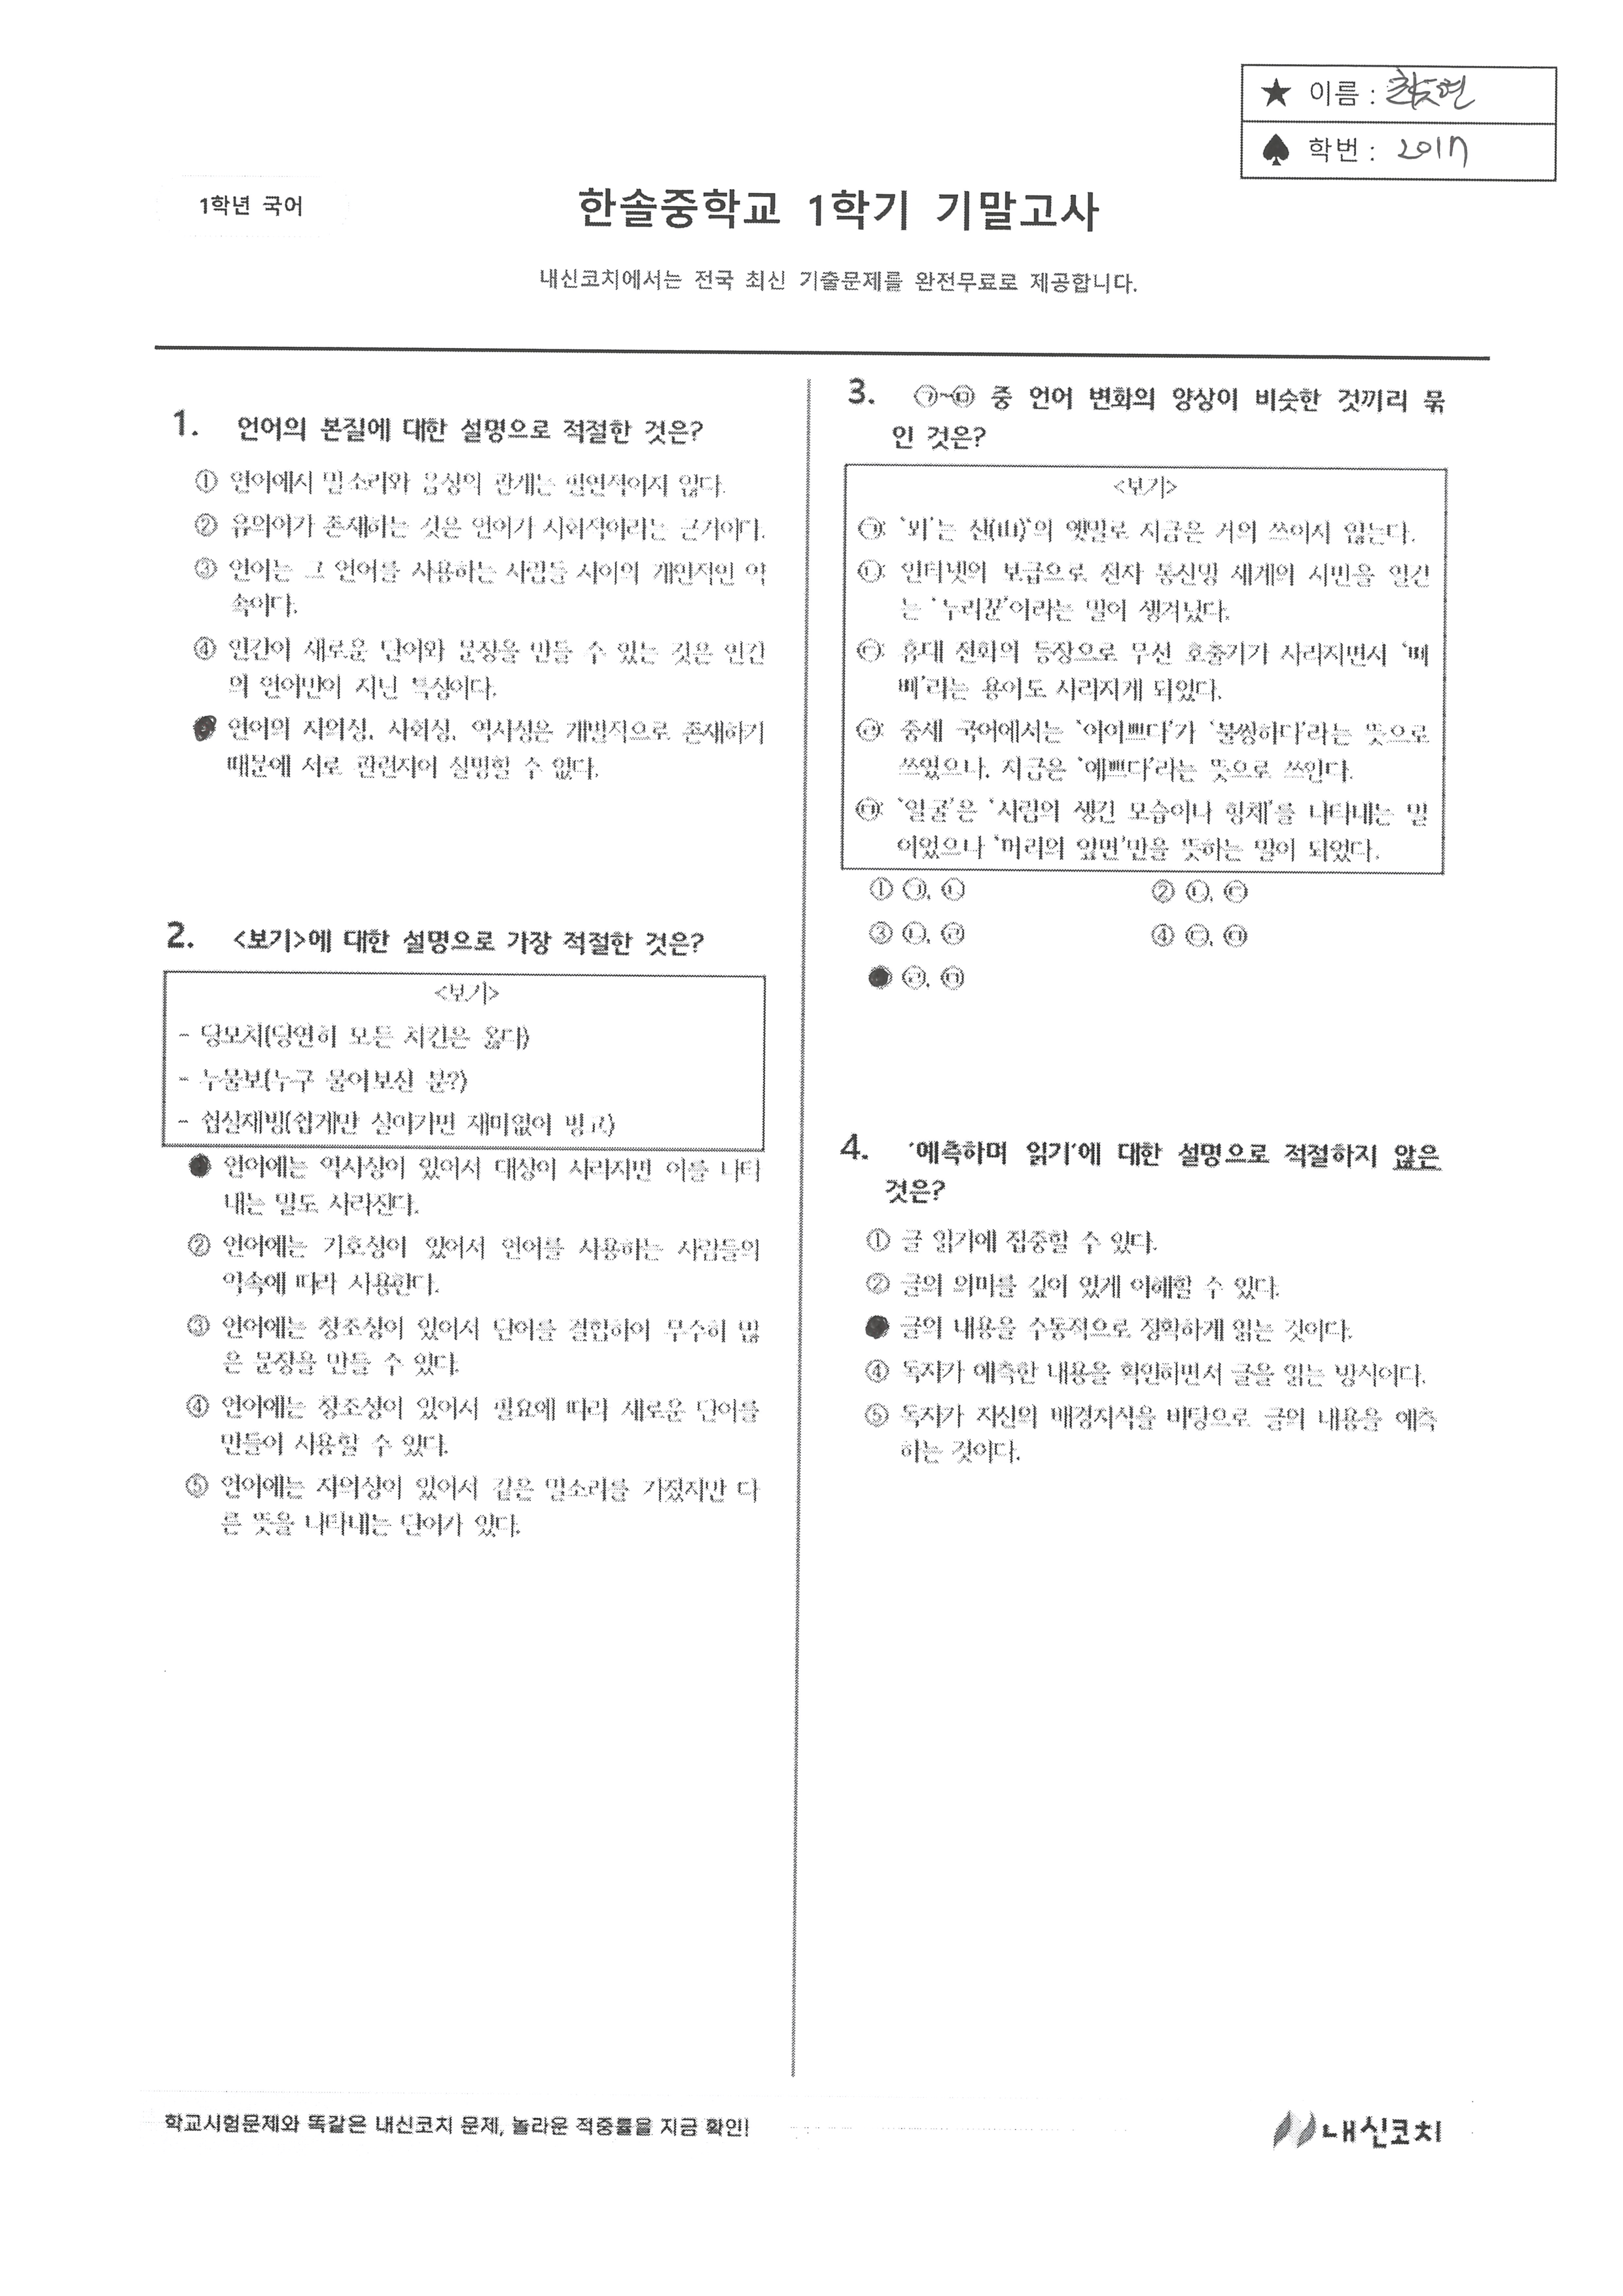 ★ 이름 :
♠ 학번 : 2017
1학년 국어
한솔중학교 1학기 기말고사
내신코치에서는 전국 최신 기출문제를 완전무료로 제공합니다.
1. 언어의 본질에 대한 설명으로 적절한 것은?
① 언어에서 말소리와 음성의 관계는 필연적이지 않다.
② 유의어가 존재하는 것은 언어가 사회적이라는 근거이다.
③ 언어는 그 언어를 사용하는 사람들 사이의 개인적인 약
속이다.
④ 인간이 새로운 단어와 문장을 만들 수 있는 것은 인간
의 언어만이 지닌 특성이다.
언어의 자의성, 사회성, 역사성은 개별적으로 존재하기
때문에 서로 관련지어 설명할 수 없다.
2. <보기>에 대한 설명으로 가장 적절한 것은?
<보기>
- 당모치(당연히 모든 치킨은 옳다)
- 누물보(누구 물어보신 분?)
- 쉽살재빙(쉽게만 살아가면 재미없어 빙고)
언어에는 역사성이 있어서 대상이 사라지면 이를 나타
내는 말도 사라진다.
② 언어에는 기호성이 있어서 언어를 사용하는 사람들의
약속에 따라 사용한다.
③ 언어에는 창조성이 있어서 단어를 결합하여 무수히 많
은 문장을 만들 수 있다.
④ 언어에는 창조성이 있어서 필요에 따라 새로운 단어를
만들어 사용할 수 있다.
⑤ 언어에는 자의성이 있어서 같은 말소리를 가졌지만 다
른 뜻을 나타내는 단어가 있다.
3. ㉠~㉤ 중 언어 변화의 양상이 비슷한 것끼리 묶
인 것은?
<보기>
㉠: '뫼'는 산(山)'의 옛말로 지금은 거의 쓰이지 않는다.
㉡: 인터넷의 보급으로 전자 통신망 세계의 시민을 일컫
는 '누리꾼'이라는 말이 생겨났다.
㉢: 휴대 전화의 등장으로 무선 호출기가 사라지면서 '삐
삐'라는 용어도 사라지게 되었다.
㉣: 중세 국어에서는 '어여쁘다'가 '불쌍하다'라는 뜻으로
쓰였으나, 지금은 '예쁘다'라는 뜻으로 쓰인다.
㉤: '얼굴'은 '사람의 생긴 모습이나 형체'를 나타내는 말
이었으나 '머리의 앞면'만을 뜻하는 말이 되었다.
① ㉠, ㉡ ② ㉡, ㉢
③ ㉡, ㉣ ④ ㉢, ㉤
㉣, ㉤
4. '예측하며 읽기'에 대한 설명으로 적절하지 않은
것은?
① 글 읽기에 집중할 수 있다.
② 글의 의미를 깊이 있게 이해할 수 있다.
글의 내용을 수동적으로 정확하게 읽는 것이다.
④ 독자가 예측한 내용을 확인하면서 글을 읽는 방식이다.
⑤ 독자가 자신의 배경지식을 바탕으로 글의 내용을 예측
하는 것이다.
학교시험문제와 똑같은 내신코치 문제, 놀라운 적중률을 지금 확인!
내신코치